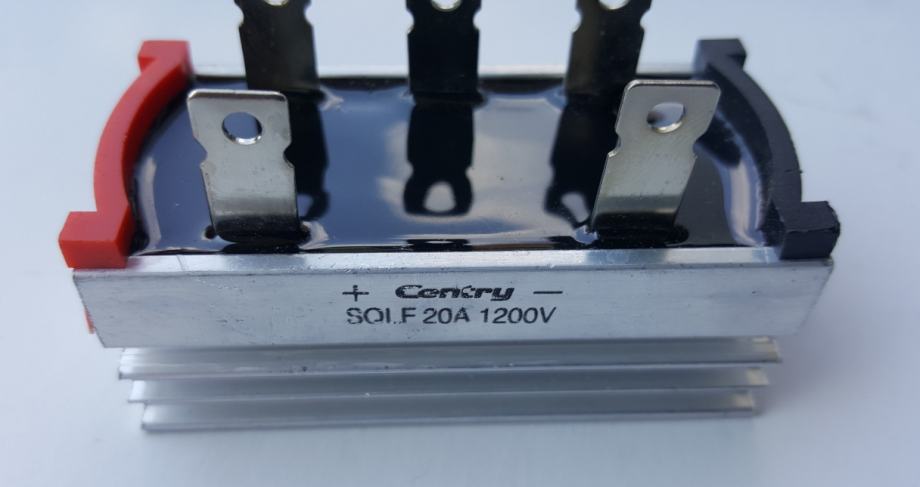 + Centry —
SQLF 20A 1200V